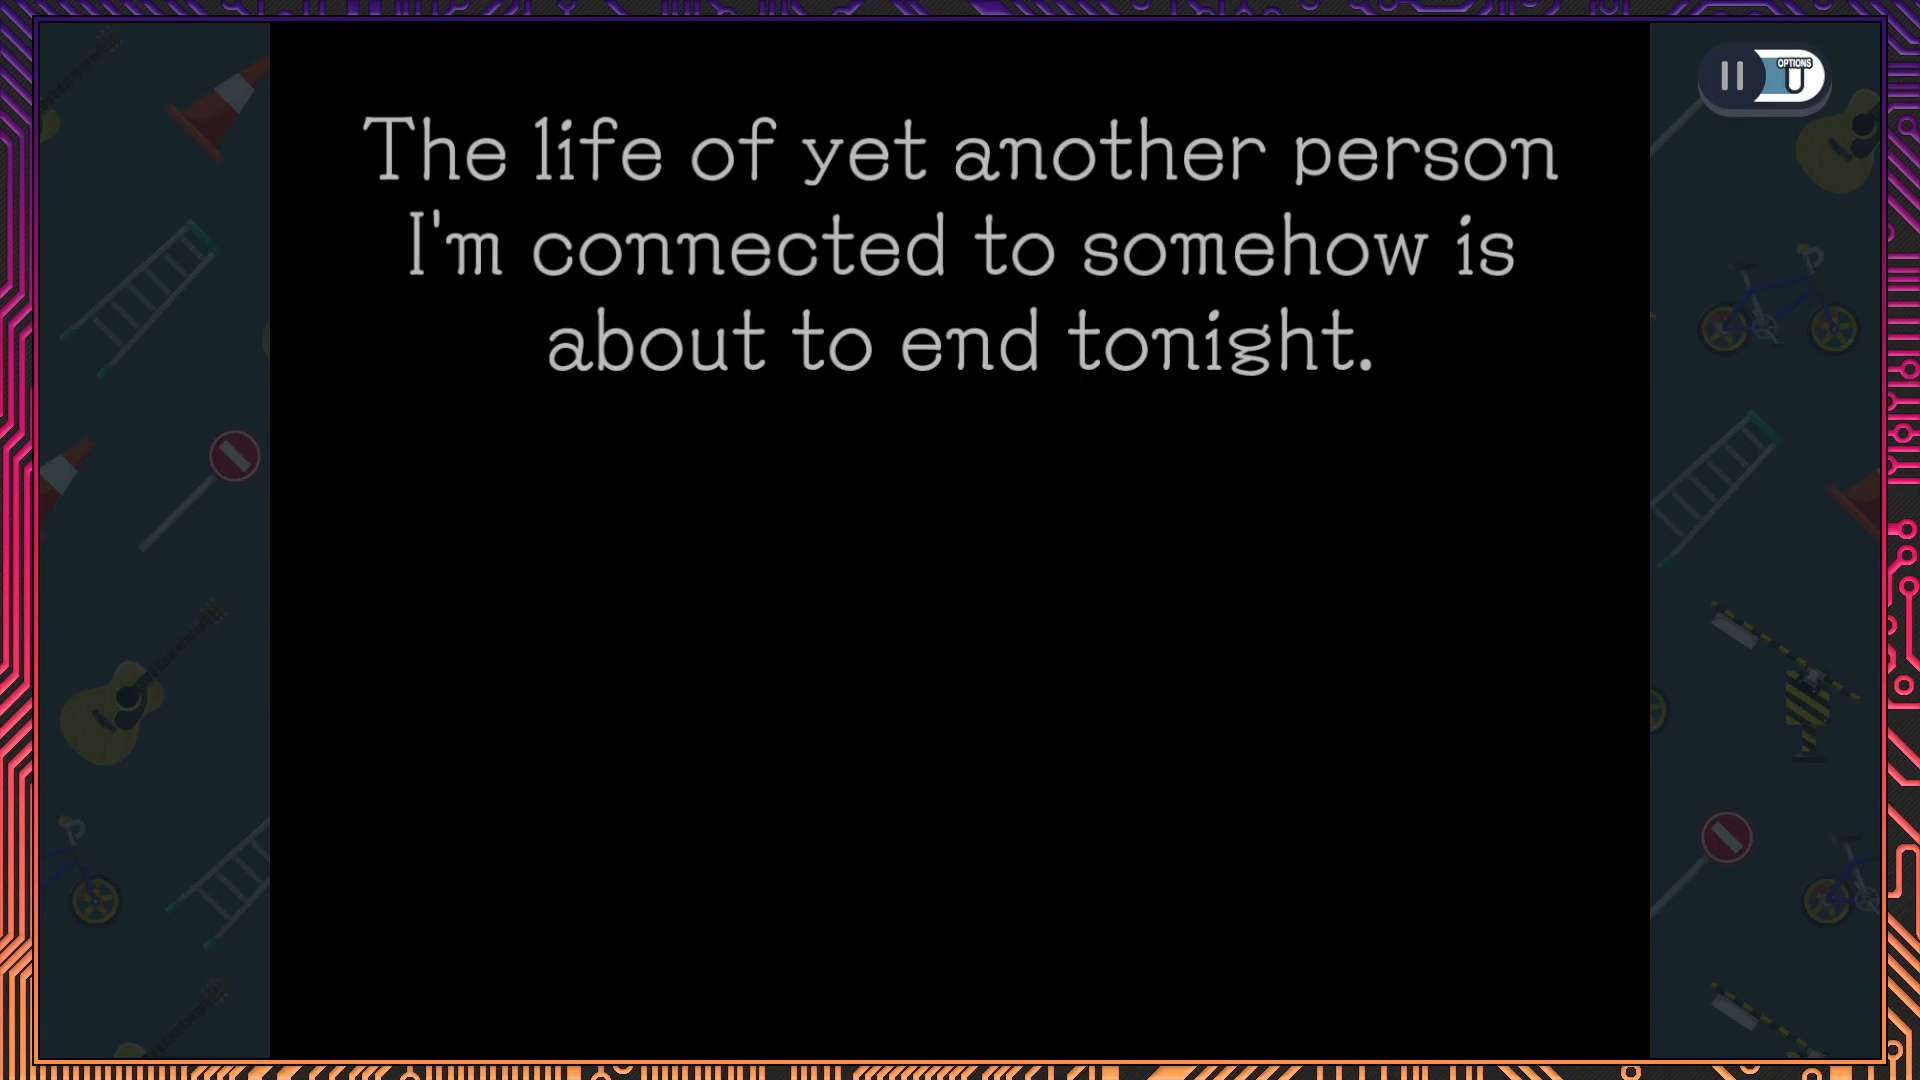 OPTIONS
The life of yet another person
I'm connected to somehow is
about to end tonight.